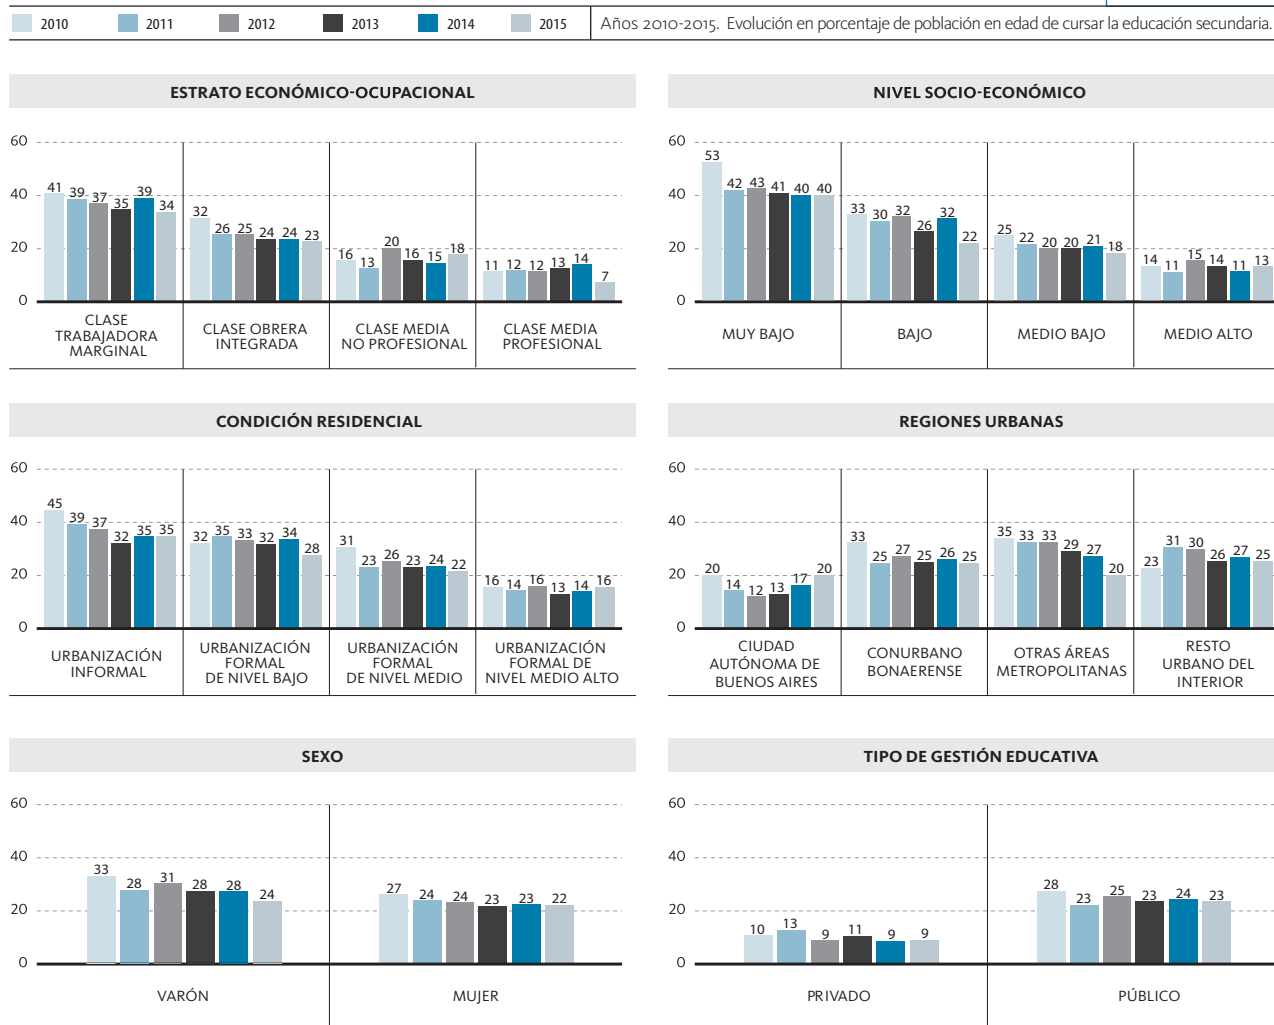 2010 2011 2012 2013 2014 2015 Años 2010-2015. Evolución en porcentaje de población en edad de cursar la educación secundaria.
ESTRATO ECONÓMICO-OCUPACIONAL
60
40
20
0
41 39 37 35 39 34
32 26 25 24 24 23
16 13 20 16 15 18
11 12 12 13 14 7
CLASE
TRABAJADORA
MARGINAL
CLASE OBRERA
INTEGRADA
CLASE MEDIA
NO PROFESIONAL
CLASE MEDIA
PROFESIONAL
NIVEL SOCIO-ECONÓMICO
60
40
20
0
53 42 43 41 40 40
33 30 32 26 32 22
25 22 20 20 21 18
14 11 15 14 11 13
MUY BAJO
BAJO
MEDIO BAJO
MEDIO ALTO
CONDICIÓN RESIDENCIAL
60
40
20
0
45 39 37 32 35 35
32 35 33 32 34 28
31 23 26 23 24 22
16 14 16 13 14 16
URBANIZACIÓN
INFORMAL
URBANIZACIÓN
FORMAL
DE NIVEL BAJO
URBANIZACIÓN
FORMAL
DE NIVEL MEDIO
URBANIZACIÓN
FORMAL DE
NIVEL MEDIO ALTO
REGIONES URBANAS
60
40
20
0
20 14 12 13 17 20
33 25 27 25 26 25
35 33 33 29 27 20
23 31 30 26 27 25
CIUDAD
AUTÓNOMA DE
BUENOS AIRES
CONURBANO
BONAERENSE
OTRAS ÁREAS
METROPOLITANAS
RESTO
URBANO DEL
INTERIOR
SEXO
60
40
20
0
33 28 31 28 28 24
27 24 24 23 23 22
VARÓN
MUJER
TIPO DE GESTIÓN EDUCATIVA
60
40
20
0
10 13 9 11 9 9
28 23 25 23 24 23
PRIVADO
PÚBLICO